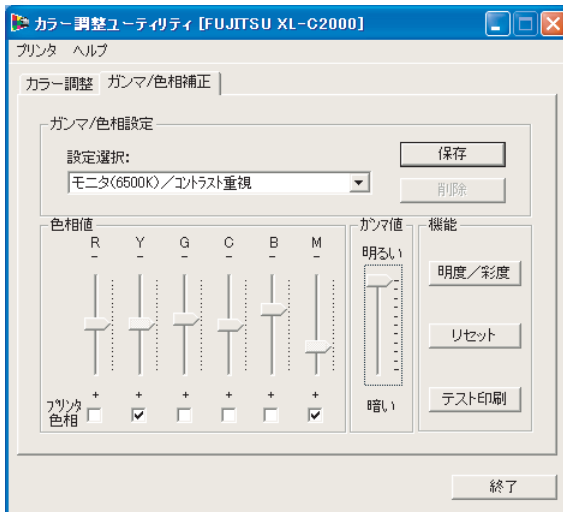 カラー調整ユーティリティ [FUJITSU XL-C2000]
プリンタ ヘルプ
カラー調整 ガンマ/色相補正
ガンマ/色相設定
設定選択:
モニタ(6500K)/コントラスト重視
保存
削除
色相値
R Y G C B M
- - - - - -
+ + + + + +
プリンタ
色相
ガンマ値
明るい
暗い
機能
明度/彩度
リセット
テスト印刷
終了